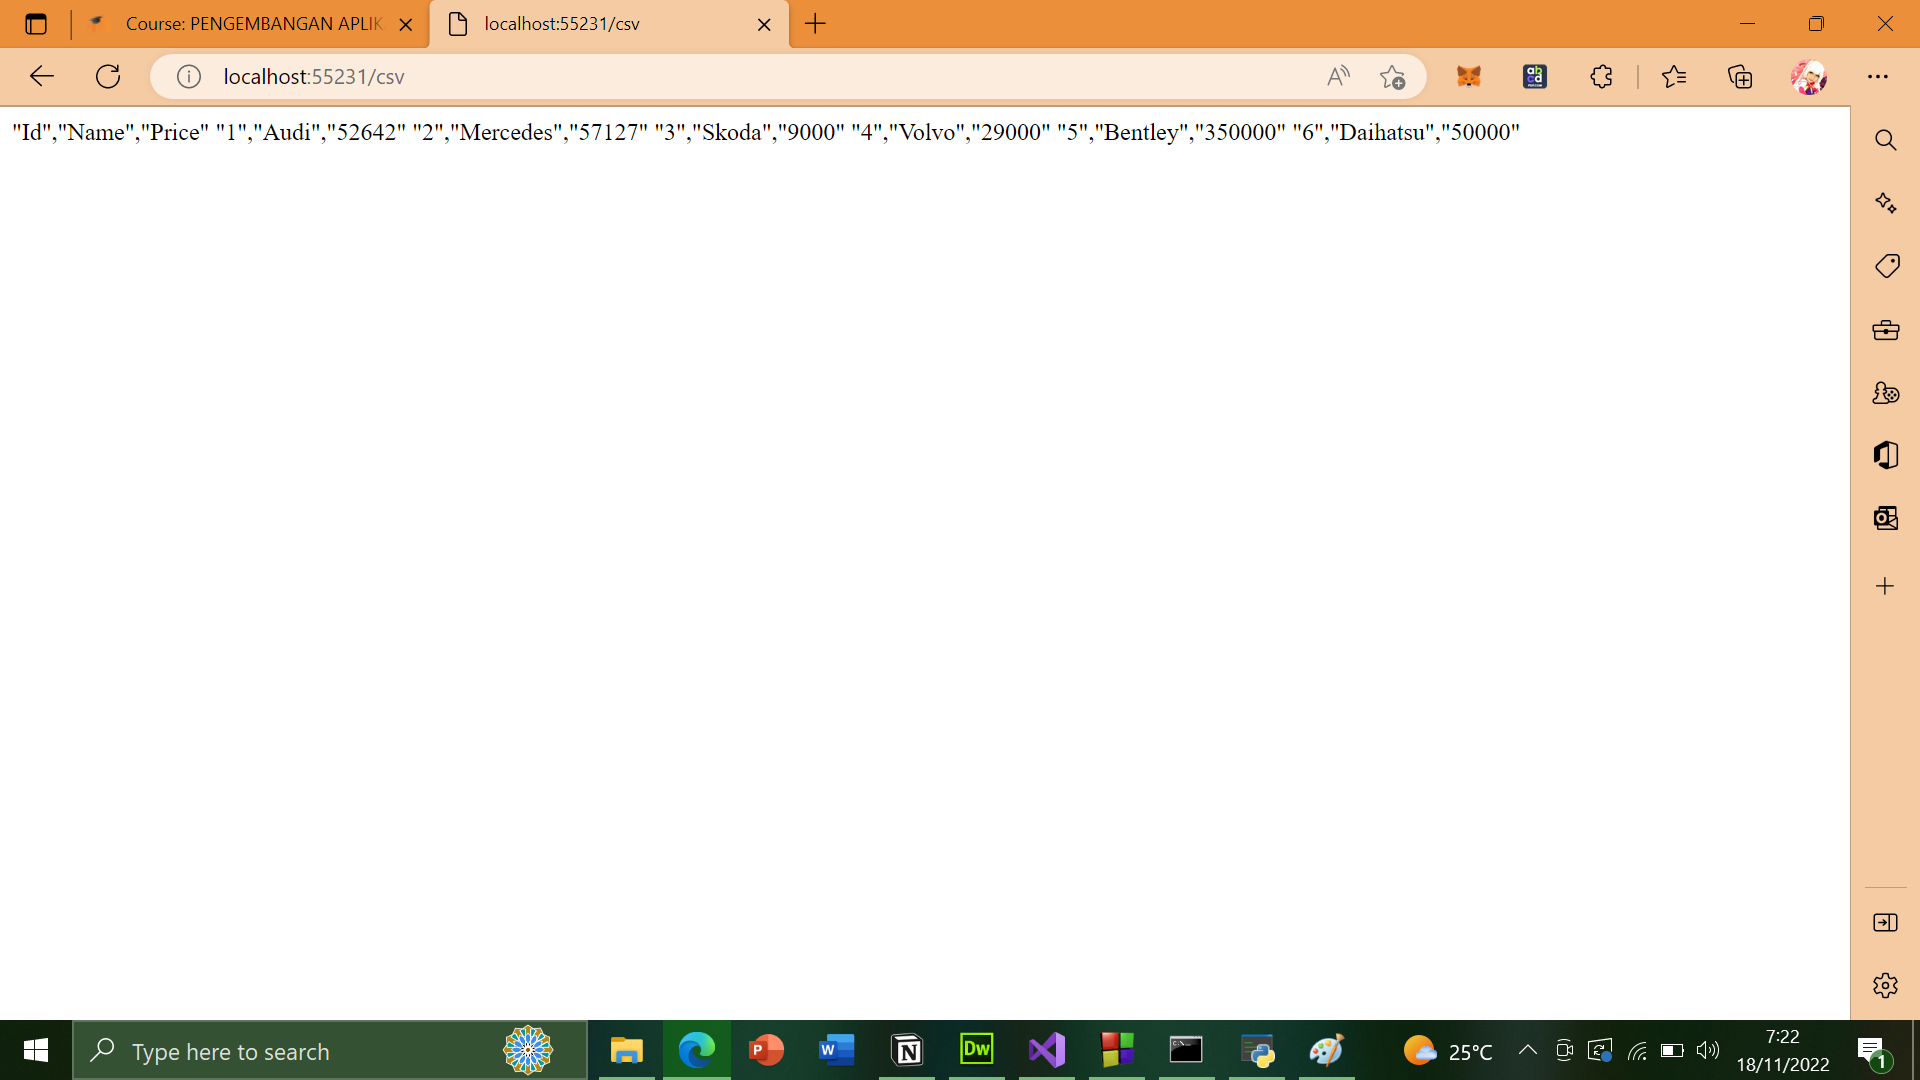 Course: PENGEMBANGAN APLIK
localhost:55231/csv
localhost:55231/csv
"Id","Name","Price" "1","Audi","52642" "2","Mercedes","57127" "3","Skoda","9000" "4","Volvo","29000" "5","Bentley","350000" "6","Daihatsu","50000"
Type here to search
25°C
7:22
18/11/2022
1